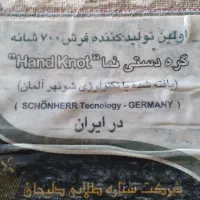 اولین تولید کننده فرش ۷۰۰ شانه
گره دستی نما "Hand Knot"
(بافته شده با تکنولوژی شونهر آلمان)
( SCHÖNHERR Tecnology - GERMANY )
در ایران
شرکت ستاره طلایی دلیجان